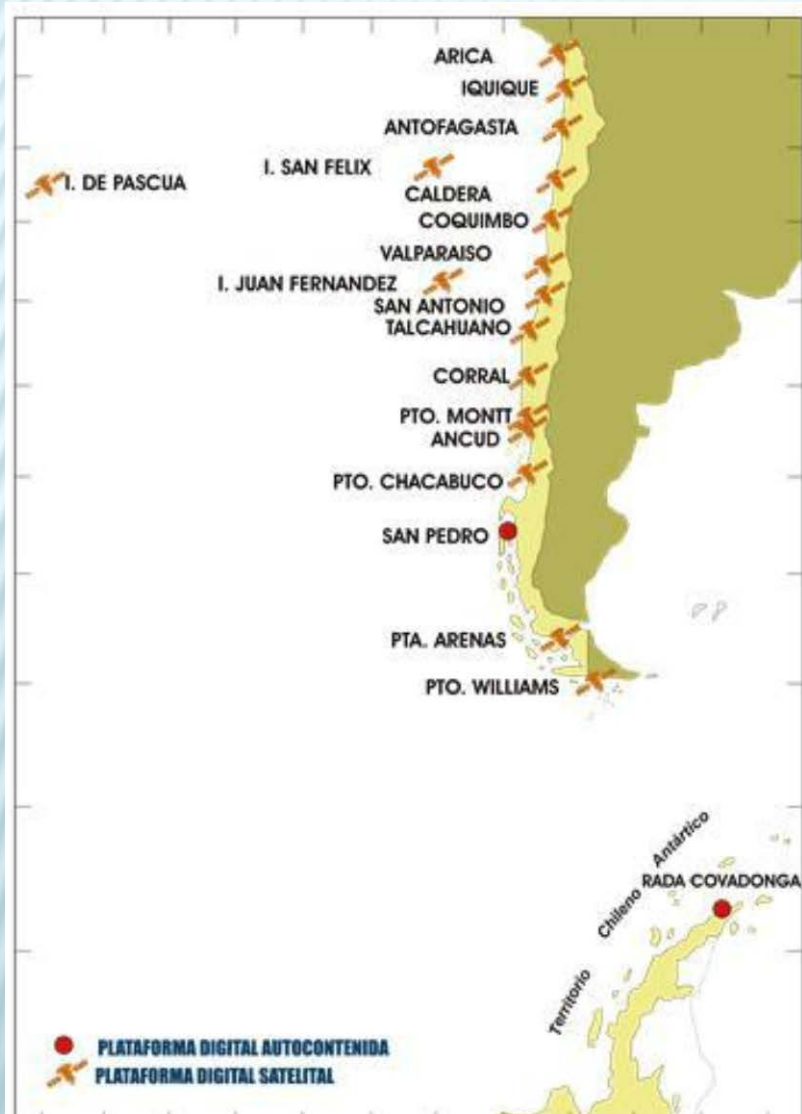 ARICA
IQUIQUE
ANTOFAGASTA
I. SAN FELIX
I. DE PASCUA
CALDERA
COQUIMBO
VALPARAISO
I. JUAN FERNANDEZ
SAN ANTONIO
TALCAHUANO
CORRAL
PTO. MONTT
ANCUD
PTO. CHACABUCO
SAN PEDRO
PTA. ARENAS
PTO. WILLIAMS
Territorio Chileno Antártico
RADA COVADONGA
PLATAFORMA DIGITAL AUTOCONTENIDA
PLATAFORMA DIGITAL SATELITAL